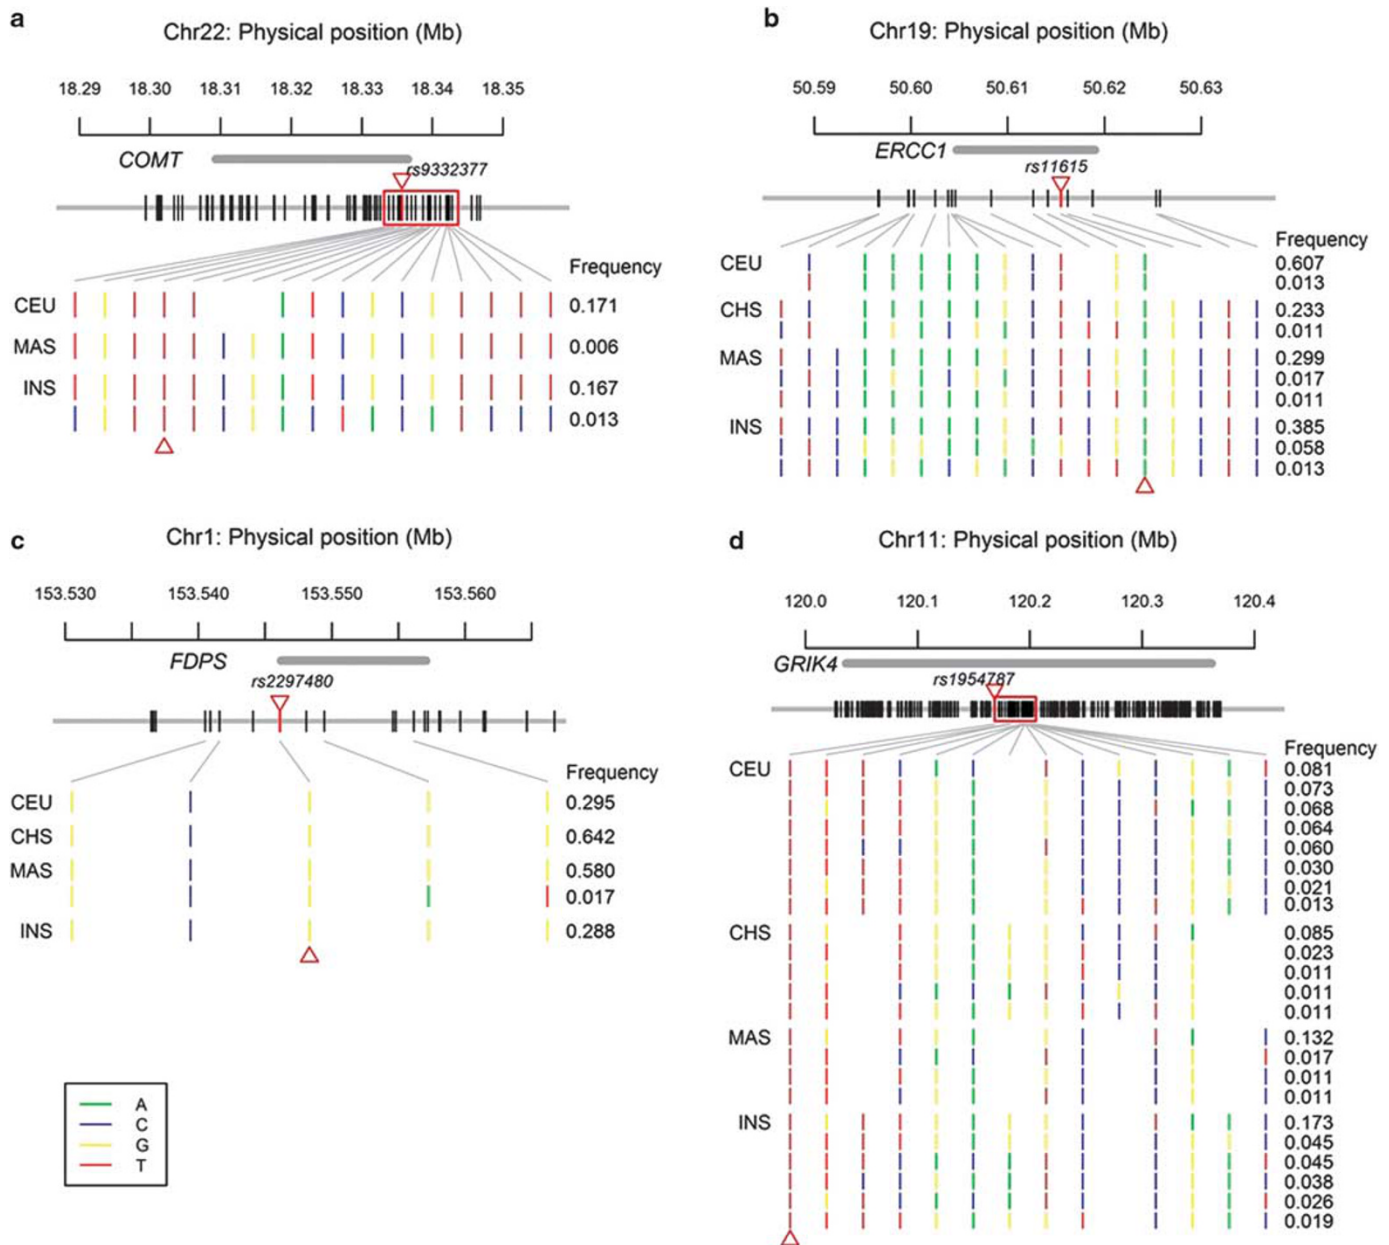 a
Chr22: Physical position (Mb)
18.29 18.30 18.31 18.32 18.33 18.34 18.35
COMT
rs9332377
Frequency
CEU 0.171
MAS 0.006
INS 0.167
0.013
b
Chr19: Physical position (Mb)
50.59 50.60 50.61 50.62 50.63
ERCC1
rs11615
Frequency
CEU 0.607
0.013
CHS 0.233
0.011
MAS 0.299
0.017
0.011
INS 0.385
0.058
0.013
c
Chr1: Physical position (Mb)
153.530 153.540 153.550 153.560
FDPS
rs2297480
Frequency
CEU 0.295
CHS 0.642
MAS 0.580
0.017
INS 0.288
A
C
G
T
d
Chr11: Physical position (Mb)
120.0 120.1 120.2 120.3 120.4
GRIK4
rs1954787
Frequency
CEU 0.081
0.073
0.068
0.064
0.060
0.030
0.021
0.013
CHS 0.085
0.023
0.011
0.011
0.011
MAS 0.132
0.017
0.011
0.011
INS 0.173
0.045
0.045
0.038
0.026
0.019